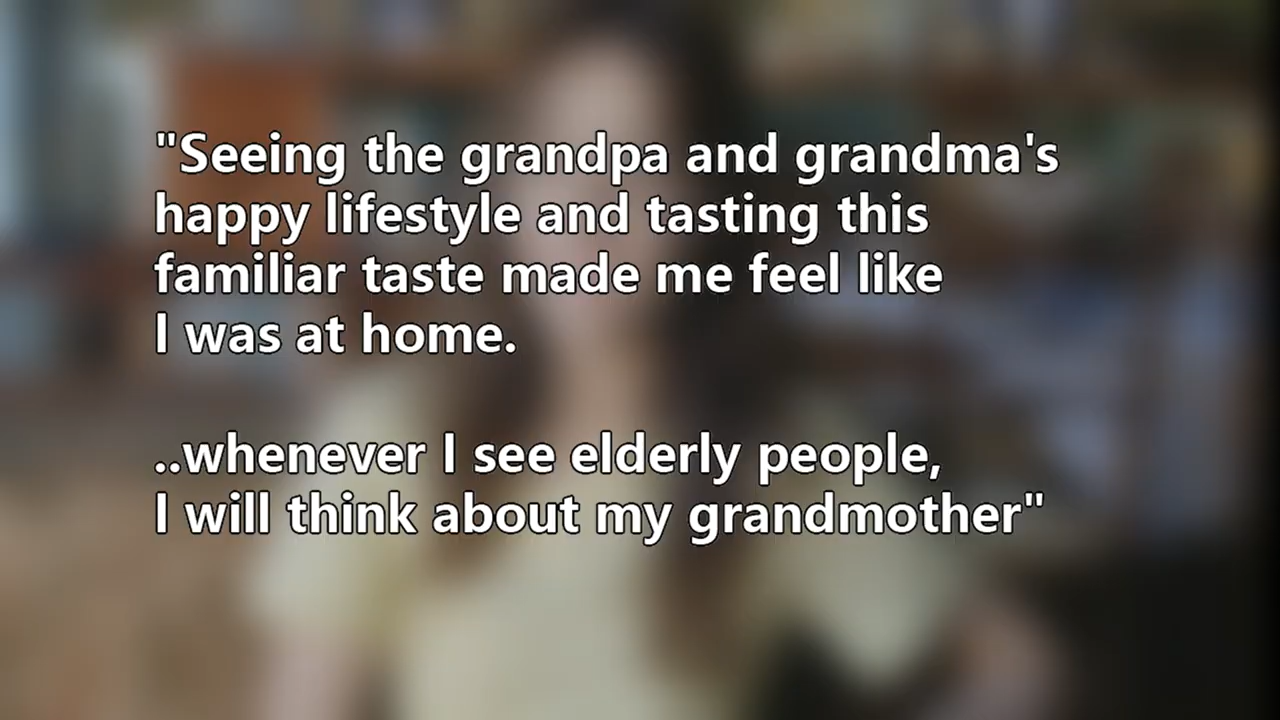 "Seeing the grandpa and grandma's
happy lifestyle and tasting this
familiar taste made me feel like
I was at home.
..whenever I see elderly people,
I will think about my grandmother"